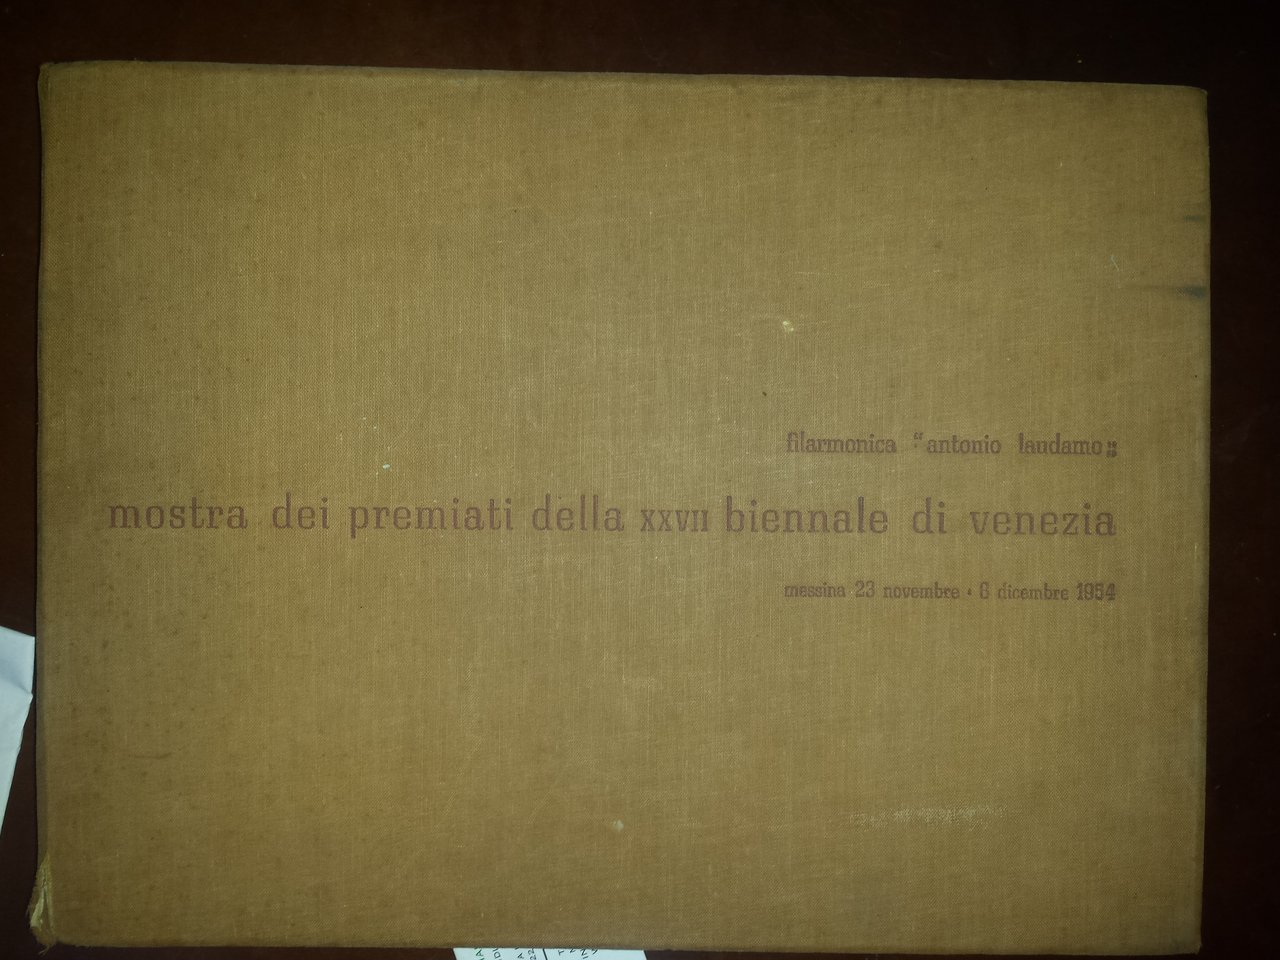 filarmonica "antonio laudamo"
mostra dei premiati della XXVII biennale di venezia
messina 23 novembre • 6 dicembre 1954